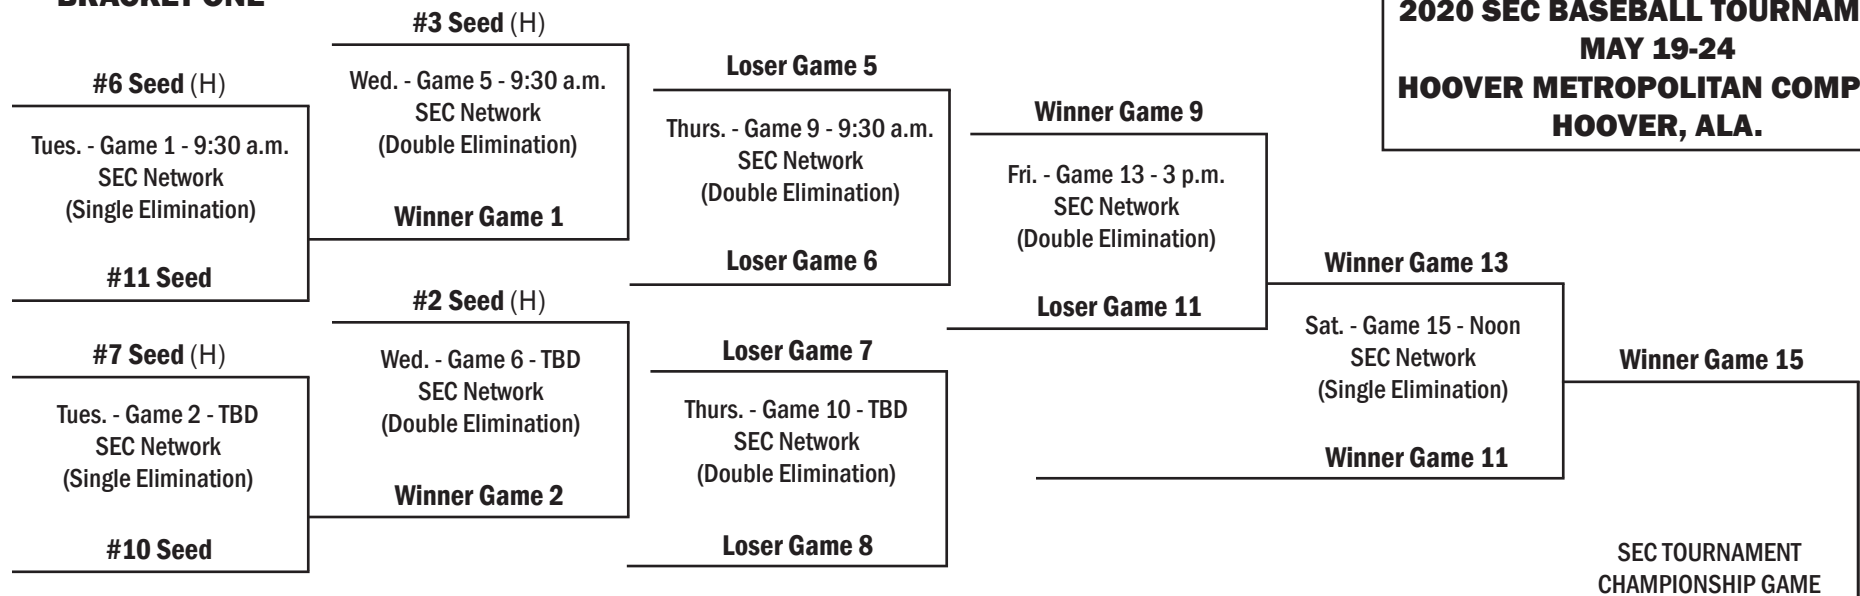 BRACKET ONE
#6 Seed (H)
Tues. - Game 1 - 9:30 a.m.
SEC Network
(Single Elimination)
#11 Seed
#7 Seed (H)
Tues. - Game 2 - TBD
SEC Network
(Single Elimination)
#10 Seed
#3 Seed (H)
Wed. - Game 5 - 9:30 a.m.
SEC Network
(Double Elimination)
Winner Game 1
#2 Seed (H)
Wed. - Game 6 - TBD
SEC Network
(Double Elimination)
Winner Game 2
Loser Game 5
Thurs. - Game 9 - 9:30 a.m.
SEC Network
(Double Elimination)
Loser Game 6
Loser Game 7
Thurs. - Game 10 - TBD
SEC Network
(Double Elimination)
Loser Game 8
Winner Game 9
Fri. - Game 13 - 3 p.m.
SEC Network
(Double Elimination)
Loser Game 11
Winner Game 13
Sat. - Game 15 - Noon
SEC Network
(Single Elimination)
Winner Game 11
2020 SEC BASEBALL TOURNAM
MAY 19-24
HOOVER METROPOLITAN COMP
HOOVER, ALA.
Winner Game 15
SEC TOURNAMENT
CHAMPIONSHIP GAME